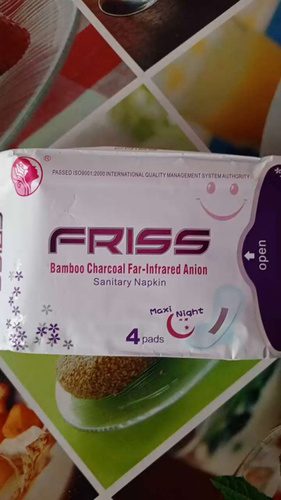 ®
PASSED ISO9001:2000 INTERNATIONAL QUALITY MANAGEMENT SYSTEM AUTHORITY
FRISS
Bamboo Charcoal Far-Infrared Anion
Sanitary Napkin
Maxi Night
4 pads
open